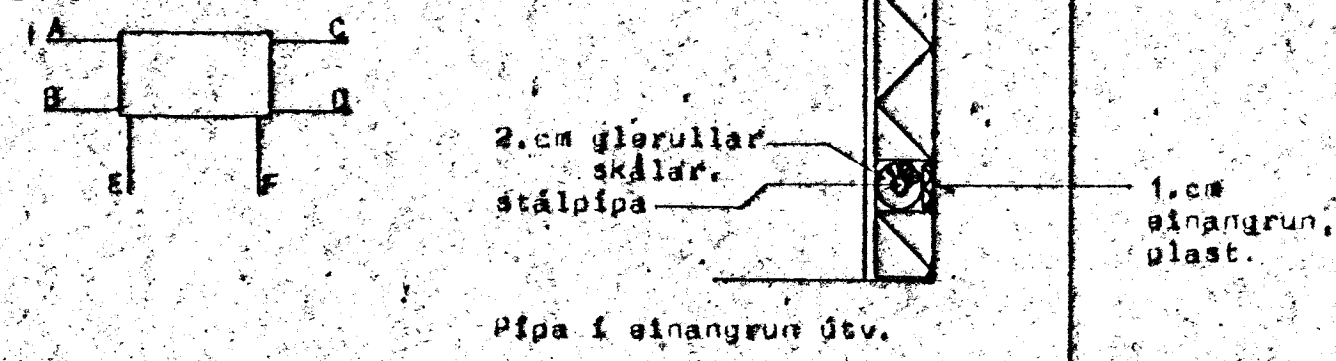 A
C
B
D
E
F
2.cm glerullar
skálar.
stálpípa
1.cm
einangrun,
plast.
Pípa í einangrun útv.